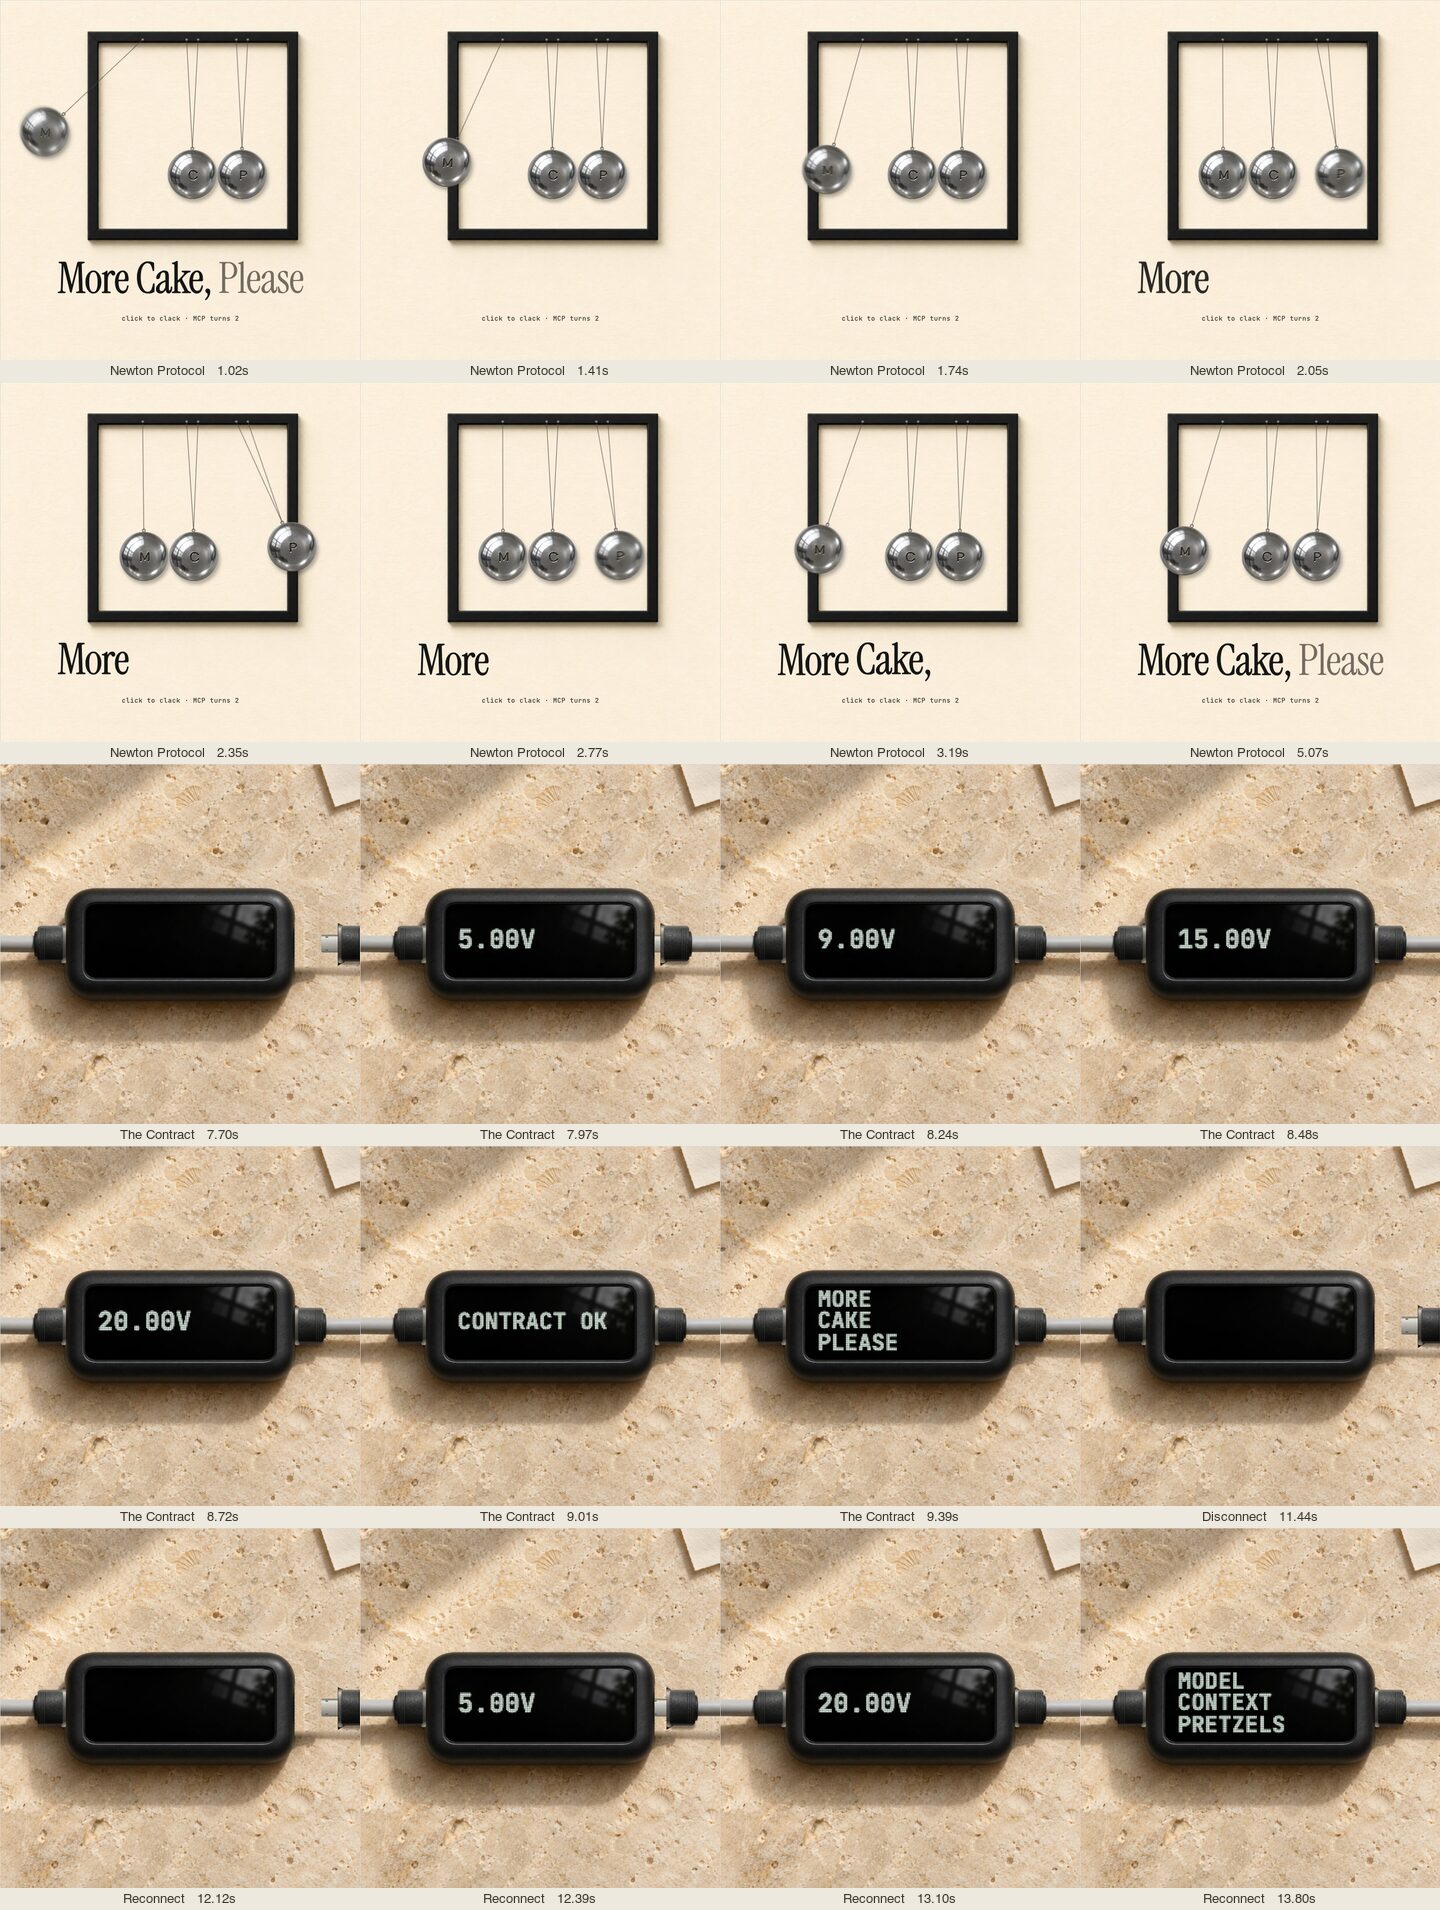 M C P
M C P
M C P
M C P
More Cake, Please
More
click to clack · MCP turns 2
click to clack · MCP turns 2
click to clack · MCP turns 2
click to clack · MCP turns 2
Newton Protocol 1.02s
Newton Protocol 1.41s
Newton Protocol 1.74s
Newton Protocol 2.05s
M C P
M C P
M C P
M C P
More
More
More Cake,
More Cake, Please
click to clack · MCP turns 2
click to clack · MCP turns 2
click to clack · MCP turns 2
click to clack · MCP turns 2
Newton Protocol 2.35s
Newton Protocol 2.77s
Newton Protocol 3.19s
Newton Protocol 5.07s
5.00V
9.00V
15.00V
The Contract 7.70s
The Contract 7.97s
The Contract 8.24s
The Contract 8.48s
20.00V
CONTRACT OK
MORE
CAKE
PLEASE
The Contract 8.72s
The Contract 9.01s
The Contract 9.39s
Disconnect 11.44s
5.00V
20.00V
MODEL
CONTEXT
PRETZELS
Reconnect 12.12s
Reconnect 12.39s
Reconnect 13.10s
Reconnect 13.80s